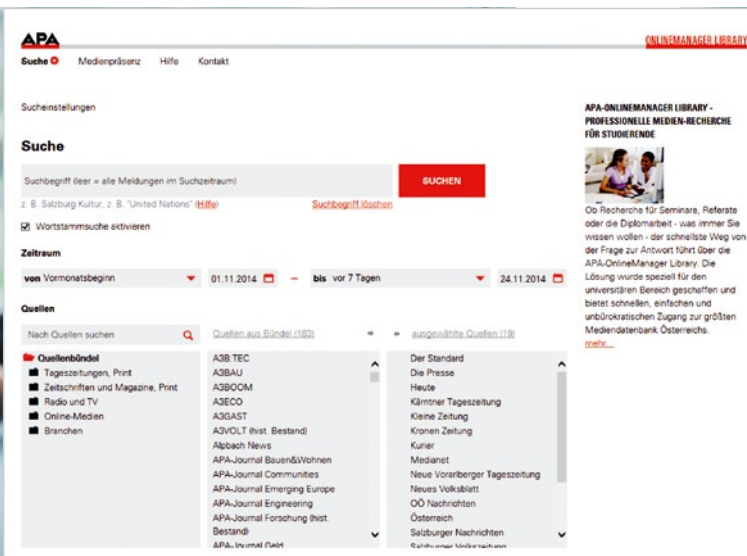 APA
ONLINEMANAGER LIBRARY
Suche Medienpräsenz Hilfe Kontakt
Sucheinstellungen
Suche
Suchbegriff (leer = alle Meldungen im Suchzeitraum)
SUCHEN
z. B. Salzburg Kultur, z. B. "United Nations" (Hilfe) Suchbegriff löschen
Wortstammsuche aktivieren
Zeitraum
von Vormonatsbeginn 01.11.2014 – bis vor 7 Tagen 24.11.2014
Quellen
Nach Quellen suchen
Quellenbündel
Tageszeitungen, Print
Zeitschriften und Magazine, Print
Radio und TV
Online-Medien
Branchen
Quellen aus Bündel (183)
A3B TEC
A3BAU
A3BOOM
A3ECO
A3GAST
A3VOLT (hist. Bestand)
Alpbach News
APA-Journal Bauen&Wohnen
APA-Journal Communities
APA-Journal Emerging Europe
APA-Journal Engineering
APA-Journal Forschung (hist.
Bestand)
APA-Journal Geld
ausgewählte Quellen (19)
Der Standard
Die Presse
Heute
Kärntner Tageszeitung
Kleine Zeitung
Kronen Zeitung
Kurier
Medianet
Neue Vorarlberger Tageszeitung
Neues Volksblatt
OÖ Nachrichten
Österreich
Salzburger Nachrichten
Salzburger Volkszeitung
APA-ONLINEMANAGER LIBRARY -
PROFESSIONELLE MEDIEN-RECHERCHE
FÜR STUDIERENDE
Ob Recherche für Seminare, Referate
oder die Diplomarbeit - was immer Sie
wissen wollen - der schnellste Weg von
der Frage zur Antwort führt über die
APA-OnlineManager Library. Die
Lösung wurde speziell für den
universitären Bereich geschaffen und
bietet schnellen, einfachen und
unbürokratischen Zugang zur größten
Mediendatenbank Österreichs.
mehr...